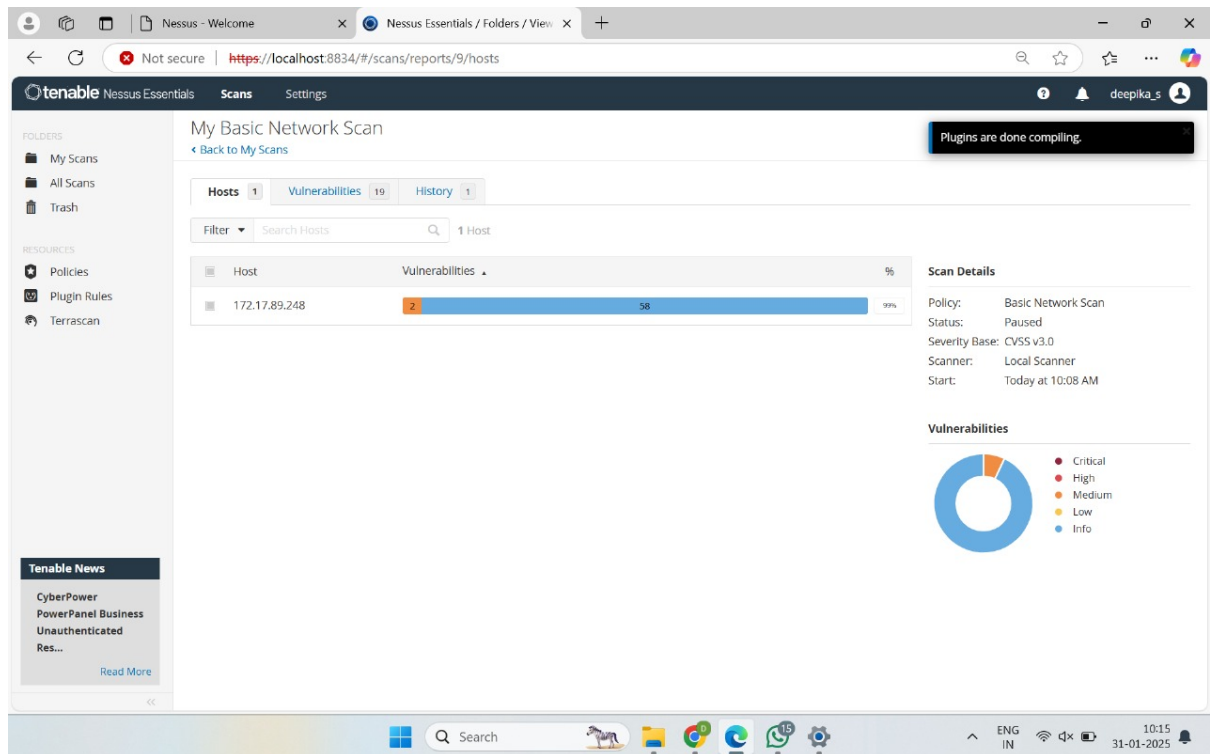 Nessus - Welcome
Nessus Essentials / Folders / View
Not secure https://localhost:8834/#/scans/reports/9/hosts
tenable Nessus Essentials Scans Settings deepika_s
FOLDERS
My Scans
All Scans
Trash
RESOURCES
Policies
Plugin Rules
Terrascan
Tenable News
CyberPower
PowerPanel Business
Unauthenticated
Res...
Read More
My Basic Network Scan
Back to My Scans
Plugins are done compiling.
Hosts 1 Vulnerabilities 19 History 1
Filter Search Hosts 1 Host
Host Vulnerabilities %
172.17.89.248 2 58 99%
Scan Details
Policy: Basic Network Scan
Status: Paused
Severity Base: CVSS v3.0
Scanner: Local Scanner
Start: Today at 10:08 AM
Vulnerabilities
Critical
High
Medium
Low
Info
Search 15 ENG IN 10:15 31-01-2025